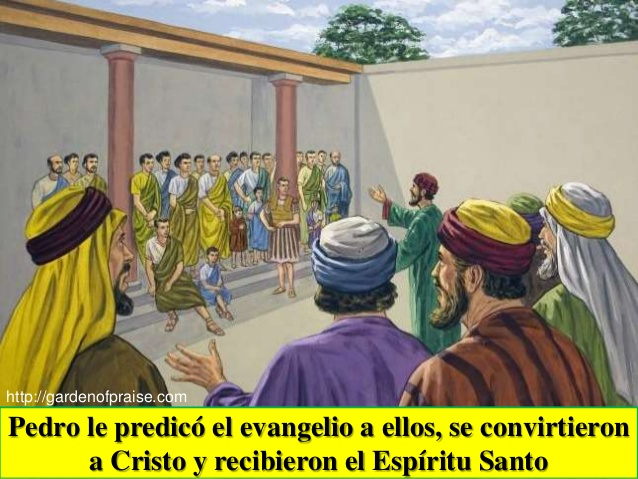 http://gardenofpraise.com
Pedro le predicó el evangelio a ellos, se convirtieron
a Cristo y recibieron el Espíritu Santo